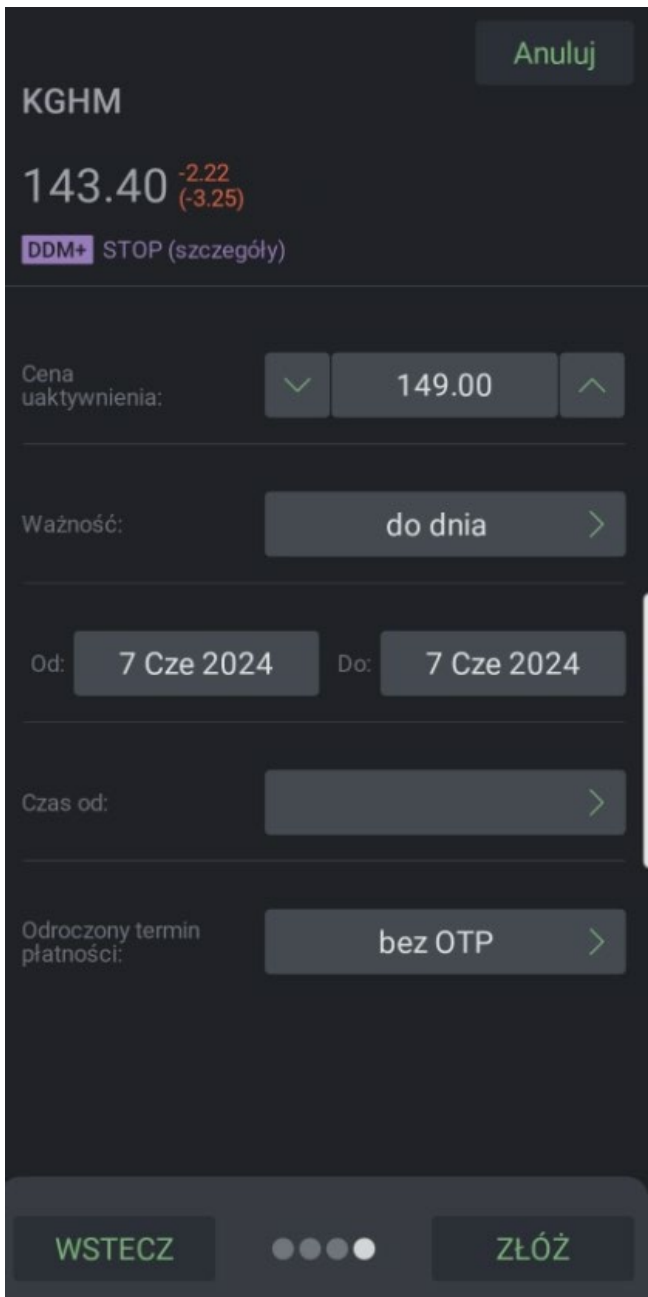 Anuluj
KGHM
143.40 -2.22
(-3.25)
DDM+ STOP (szczegóły)
Cena
uaktywnienia:
149.00
Ważność:
do dnia
Od: 7 Cze 2024 Do: 7 Cze 2024
Czas od:
Odroczony termin
płatności:
bez OTP
WSTECZ ZŁÓŻ